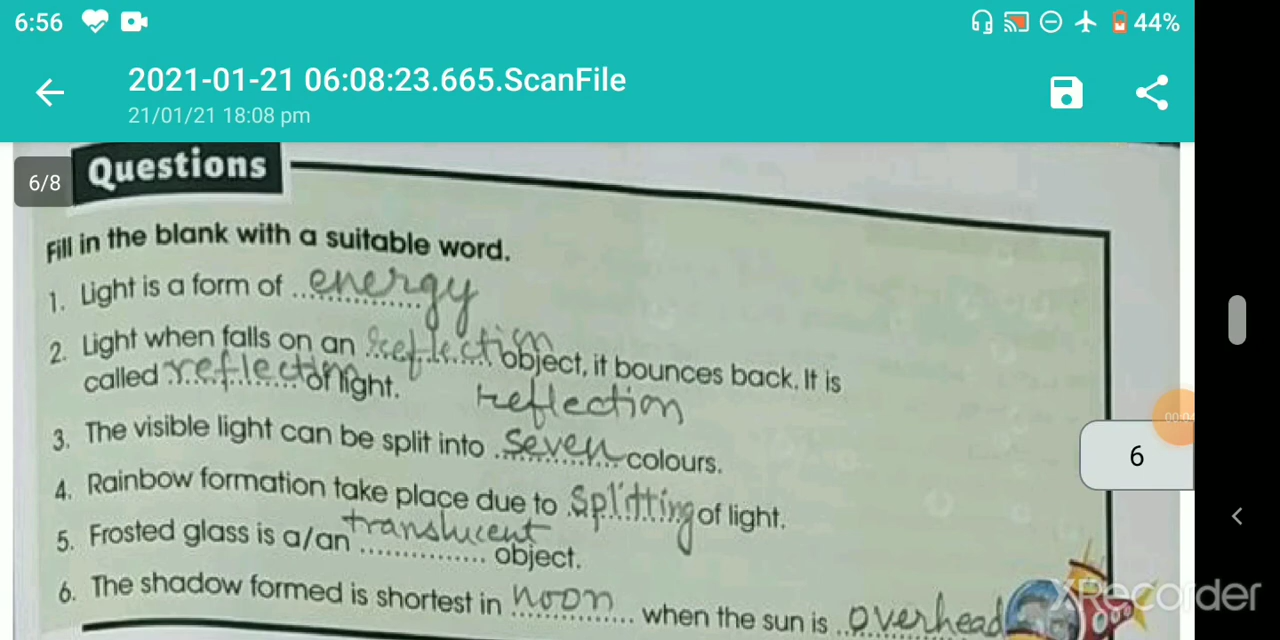 6:56 44%
2021-01-21 06:08:23.665.ScanFile
21/01/21 18:08 pm
6/8 Questions
Fill in the blank with a suitable word.
1. Light is a form of energy
2. Light when falls on an reflection object, it bounces back. It is
called reflecting of light. reflection
3. The visible light can be split into seven colours.
4. Rainbow formation take place due to splitting of light.
5. Frosted glass is a/an translucent object.
6. The shadow formed is shortest in noon when the sun is overhead
00:04
6
XRecorder